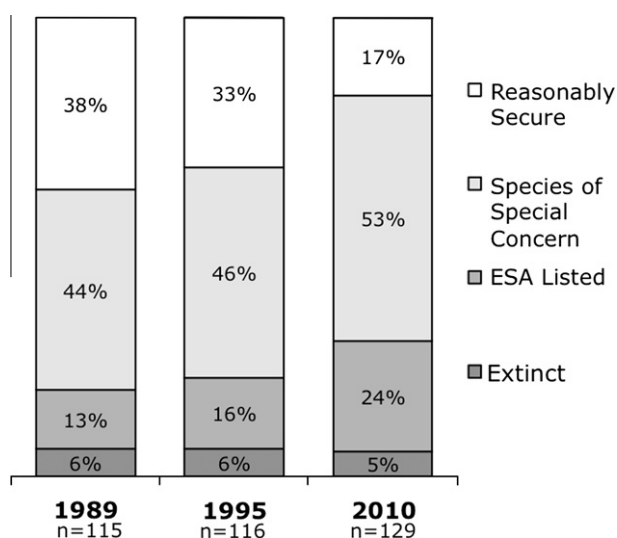 38%
33%
17%
Reasonably
Secure
44%
46%
53%
Species of
Special
Concern
13%
16%
24%
ESA Listed
6%
6%
5%
Extinct
1989
1995
2010
n=115
n=116
n=129